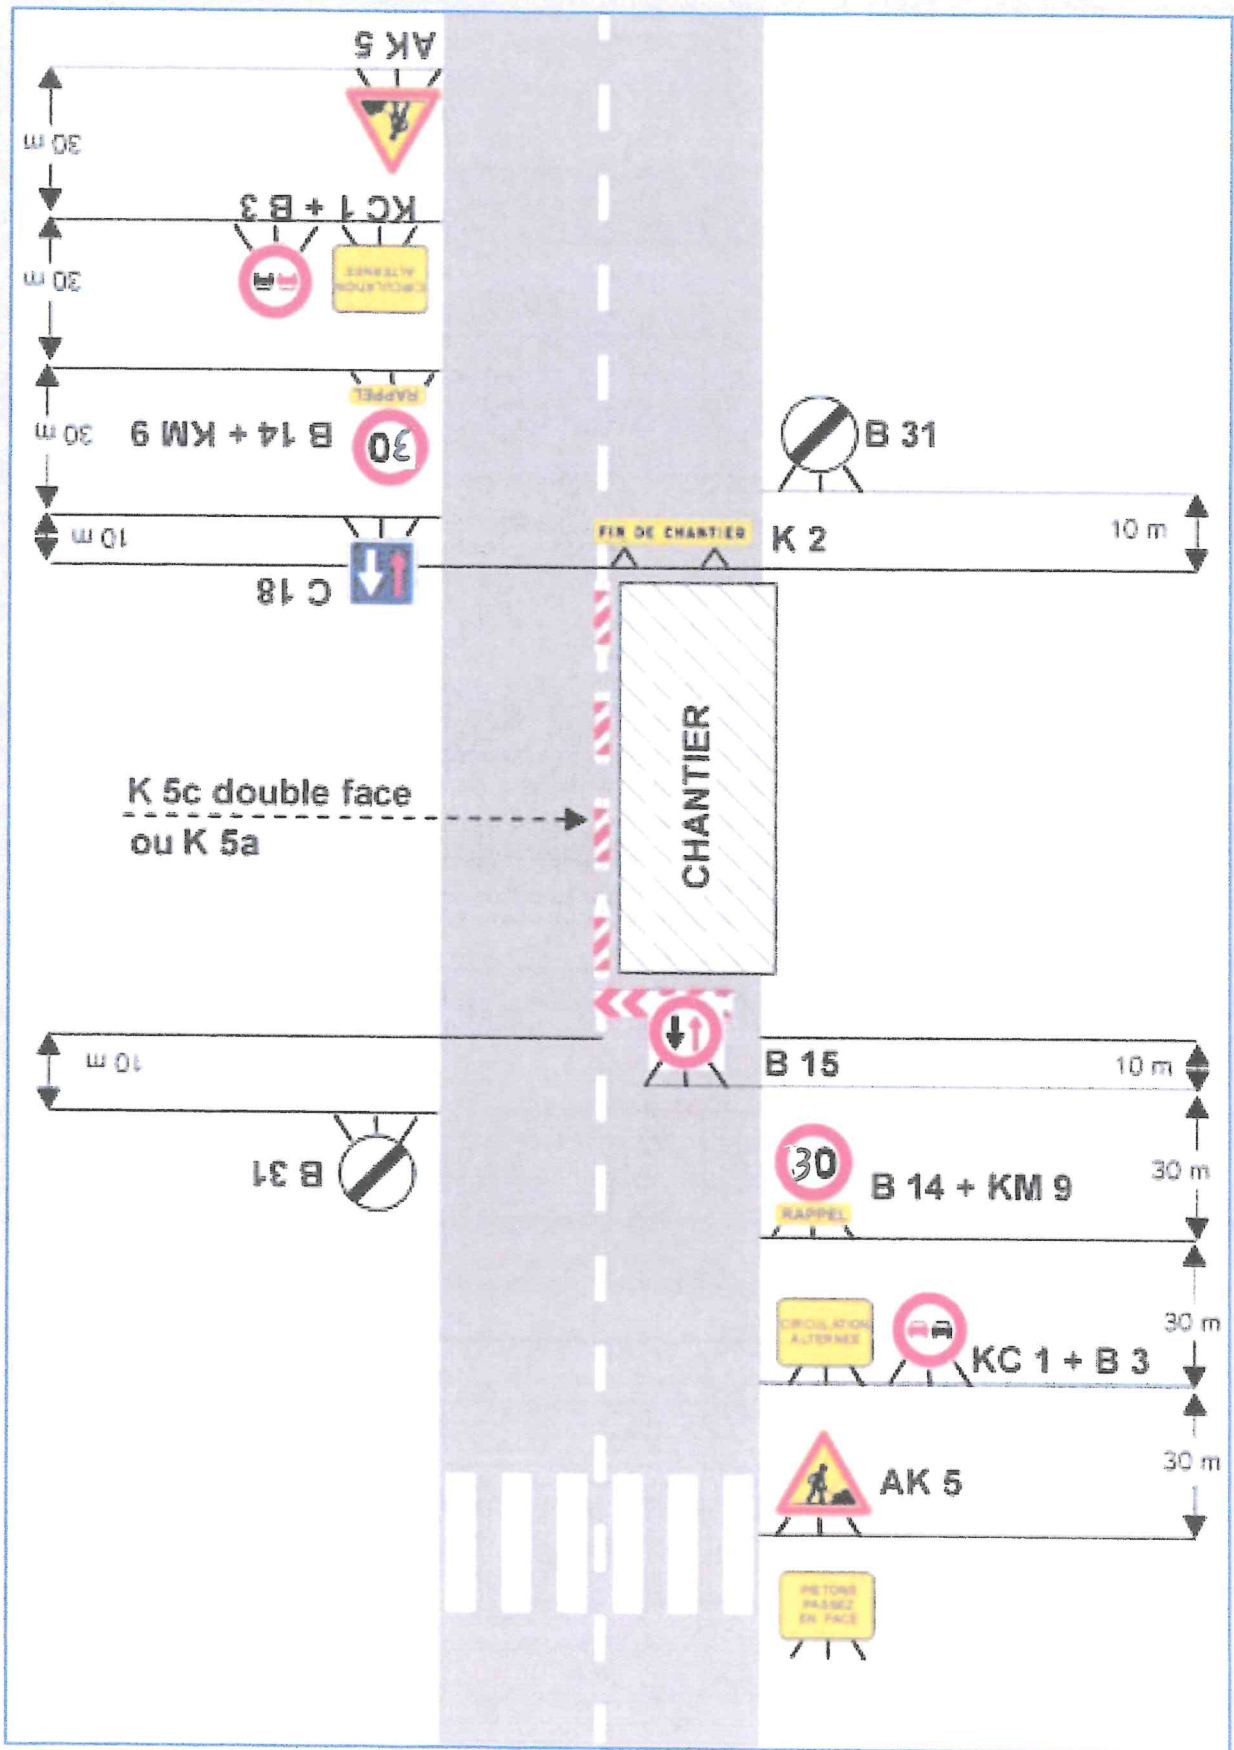 AK 5
30 m
KC 1 + B 3
CIRCULATION
ALTERNÉE
30 m
RAPPEL
30
B 14 + KM 9
30 m
B 31
10 m
FIN DE CHANTIER
K 2
10 m
C 18
CHANTIER
K 5c double face
ou K 5a
B 15
10 m
10 m
B 31
30
RAPPEL
B 14 + KM 9
30 m
CIRCULATION
ALTERNEE
KC 1 + B 3
30 m
AK 5
30 m
PIETONS
PASSEZ
EN FACE